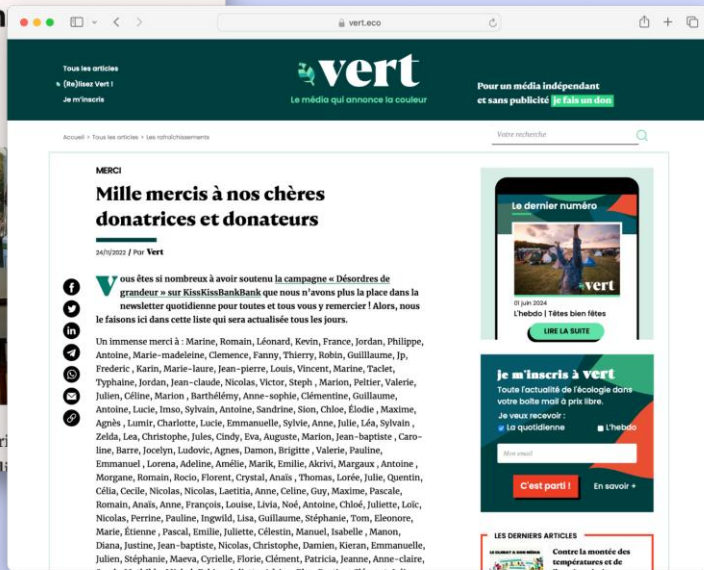 vert.eco
Tous les articles
(Re)lisez Vert !
Je m'inscris
vert
Le média qui annonce la couleur
Pour un média indépendant
et sans publicité je fais un don
Accueil > Tous les articles > Les rafraîchissements
Votre recherche
MERCI
Mille mercis à nos chères
donatrices et donateurs
24/11/2022 / Par Vert
Vous êtes si nombreux à avoir soutenu la campagne « Désordres de
grandeur » sur KissKissBankBank que nous n'avons plus la place dans la
newsletter quotidienne pour toutes et tous vous y remercier ! Alors, nous
le faisons ici dans cette liste qui sera actualisée tous les jours.
Un immense merci à : Marine, Romain, Léonard, Kevin, France, Jordan, Philippe,
Antoine, Marie-madeleine, Clemence, Fanny, Thierry, Robin, Guilllaume, Jp,
Frederic , Karin, Marie-laure, Jean-pierre, Louis, Vincent, Marine, Taclet,
Typhaine, Jordan, Jean-claude, Nicolas, Victor, Steph , Marion, Peltier, Valerie,
Julien, Céline, Marion , Barthélémy, Anne-sophie, Clémentine, Guillaume,
Antoine, Lucie, Imso, Sylvain, Antoine, Sandrine, Sion, Chloe, Élodie , Maxime,
Agnès , Lumir, Charlotte, Lucie, Emmanuelle, Sylvie, Anne, Julie, Léa, Sylvain ,
Zelda, Lea, Christophe, Jules, Cindy, Eva, Auguste, Marion, Jean-baptiste , Caro-
line, Barre, Jocelyn, Ludovic, Agnes, Damon, Brigitte , Valerie, Pauline,
Emmanuel , Lorena, Adeline, Amélie, Marik, Emilie, Akrivi, Margaux , Antoine ,
Morgane, Romain, Rocio, Florent, Crystal, Anaïs , Thomas, Lorée, Julie, Quentin,
Célia, Cecile, Nicolas, Nicolas, Laetitia, Anne, Celine, Guy, Maxime, Pascale,
Romain, Anaïs, Anne, François, Louise, Livia, Noé, Antoine, Chloé, Juliette, Loïc,
Nicolas, Perrine, Pauline, Ingwild, Lisa, Guillaume, Stéphanie, Tom, Eleonore,
Marie, Étienne , Pascal, Emilie, Juliette, Célestin, Manuel, Isabelle , Manon,
Diana, Justine, Jean-baptiste, Nicolas, Christophe, Damien, Kieran, Emmanuelle,
Julien, Stéphanie, Maeva, Cyrielle, Florie, Clément, Patricia, Jeanne, Anne-claire,
Le dernier numéro
vert
01 juin 2024
L'hebdo | Têtes bien fêtes
LIRE LA SUITE
je m'inscris à vert
Toute l'actualité de l'écologie dans
votre boîte mail à prix libre.
Je veux recevoir :
La quotidienne
L'hebdo
Mon email
C'est parti !
En savoir +
LES DERNIERS ARTICLES
Contre la montée des
températures et de